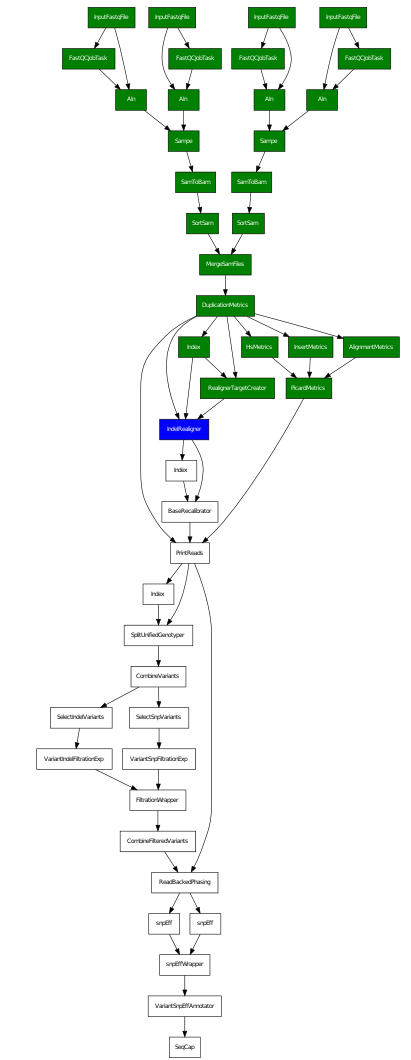 InputFastqFile InputFastqFile InputFastqFile InputFastqFile
FastQCJobTask FastQCJobTask FastQCJobTask FastQCJobTask
Aln Aln Aln Aln
Sampe Sampe
SamToBam SamToBam
SortSam SortSam
MergeSamFiles
DuplicationMetrics
Index HsMetrics InsertMetrics AlignmentMetrics
RealignerTargetCreator PicardMetrics
IndelRealigner
Index
BaseRecalibrator
PrintReads
Index
SplitUnifiedGenotyper
CombineVariants
SelectIndelVariants SelectSnpVariants
VariantIndelFiltrationExp VariantSnpFiltrationExp
FiltrationWrapper
CombineFilteredVariants
ReadBackedPhasing
snpEff snpEff
snpEffWrapper
VariantSnpEffAnnotator
SeqCap